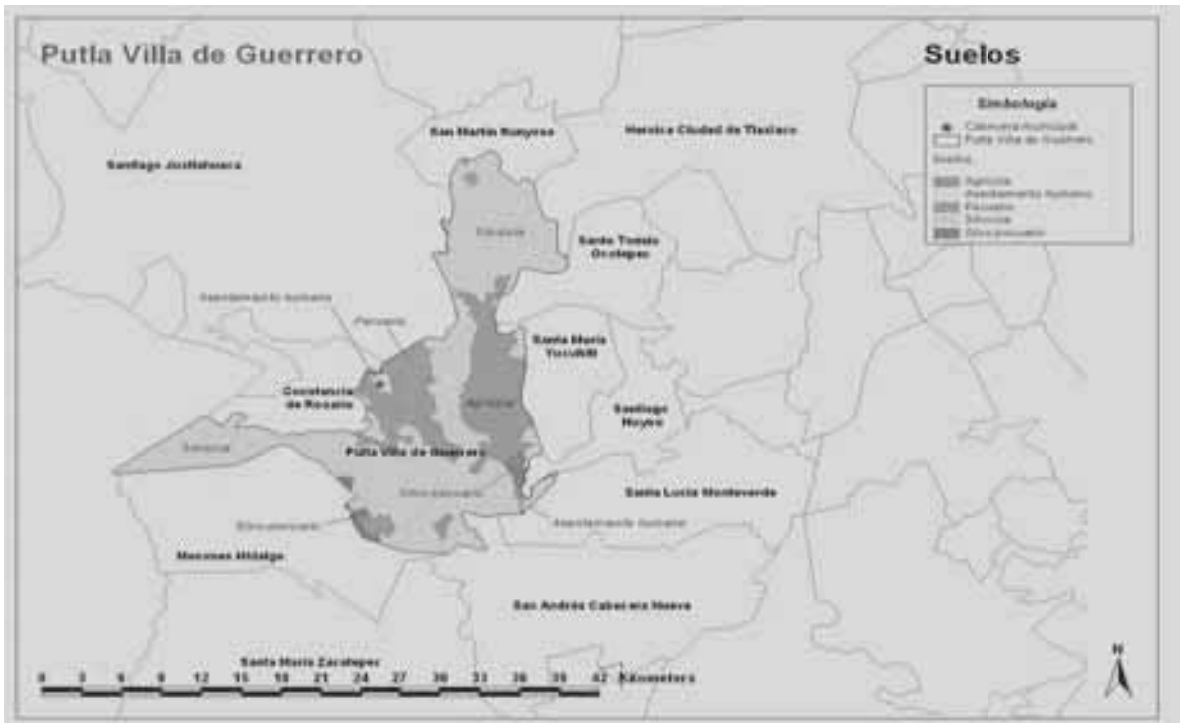 Putla Villa de Guerrero
Suelos
Simbología
Cabecera municipal
Putla Villa de Guerrero
Suelos
Agrícola
Asentamiento humano
Pecuario
Silvícola
Silvo pecuario
San Martín Itunyoso
Heroica Ciudad de Tlaxiaco
Santiago Juxtlahuaca
Silvícola
Santo Tomás
Ocotepec
Asentamiento humano
Pecuario
Santa María
Yucuhiti
Constancia
de Rosario
Agrícola
Santiago
Nuyoo
Silvícola
Putla Villa de Guerrero
Silvo pecuario
Santa Lucía Monteverde
Silvo pecuario
Asentamiento humano
Mesones Hidalgo
San Andrés Cabecera Nueva
Santa María Zacatepec
N
0 3 6 9 12 15 18 21 24 27 30 33 36 39 42 Kilometers